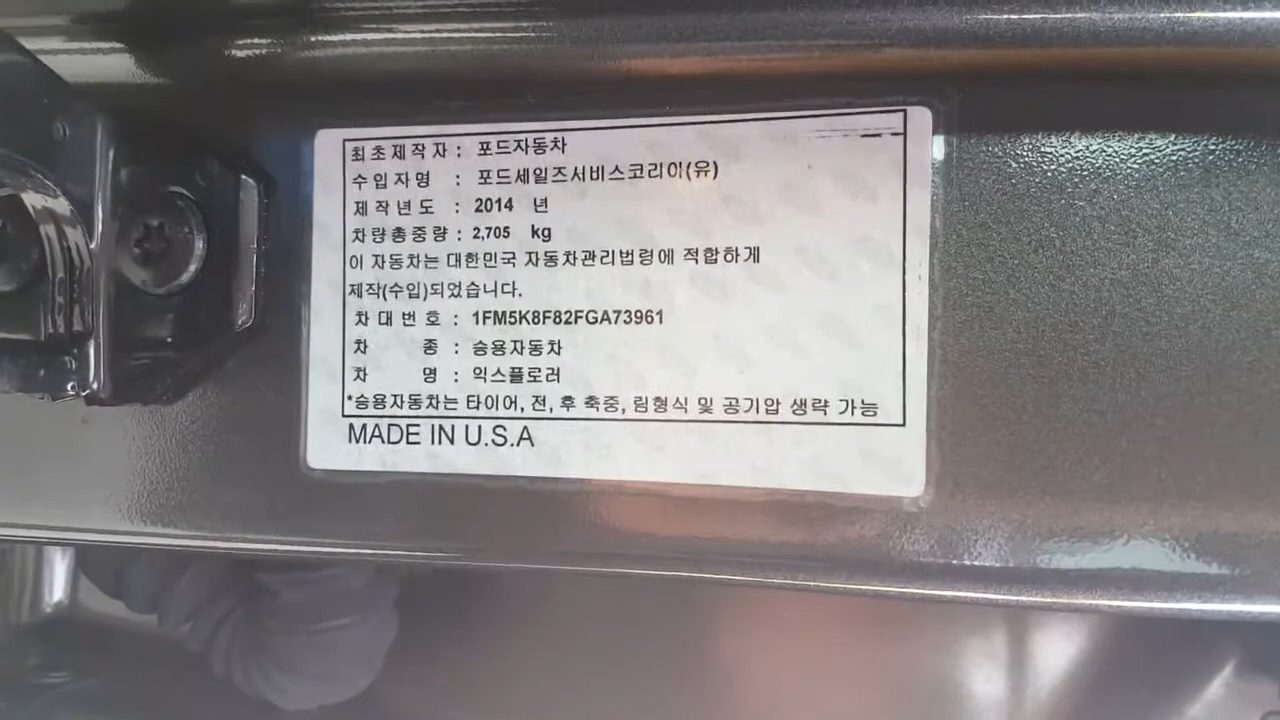 최초제작자 : 포드자동차
수입자명 : 포드세일즈서비스코리아(유)
제작년도 : 2014 년
차량총중량 : 2,705 kg
이 자동차는 대한민국 자동차관리법령에 적합하게
제작(수입)되었습니다.
차대번호 : 1FM5K8F82FGA73961
차 종 : 승용자동차
차 명 : 익스플로러
*승용자동차는 타이어, 전, 후 축중, 림형식 및 공기압 생략 가능
MADE IN U.S.A